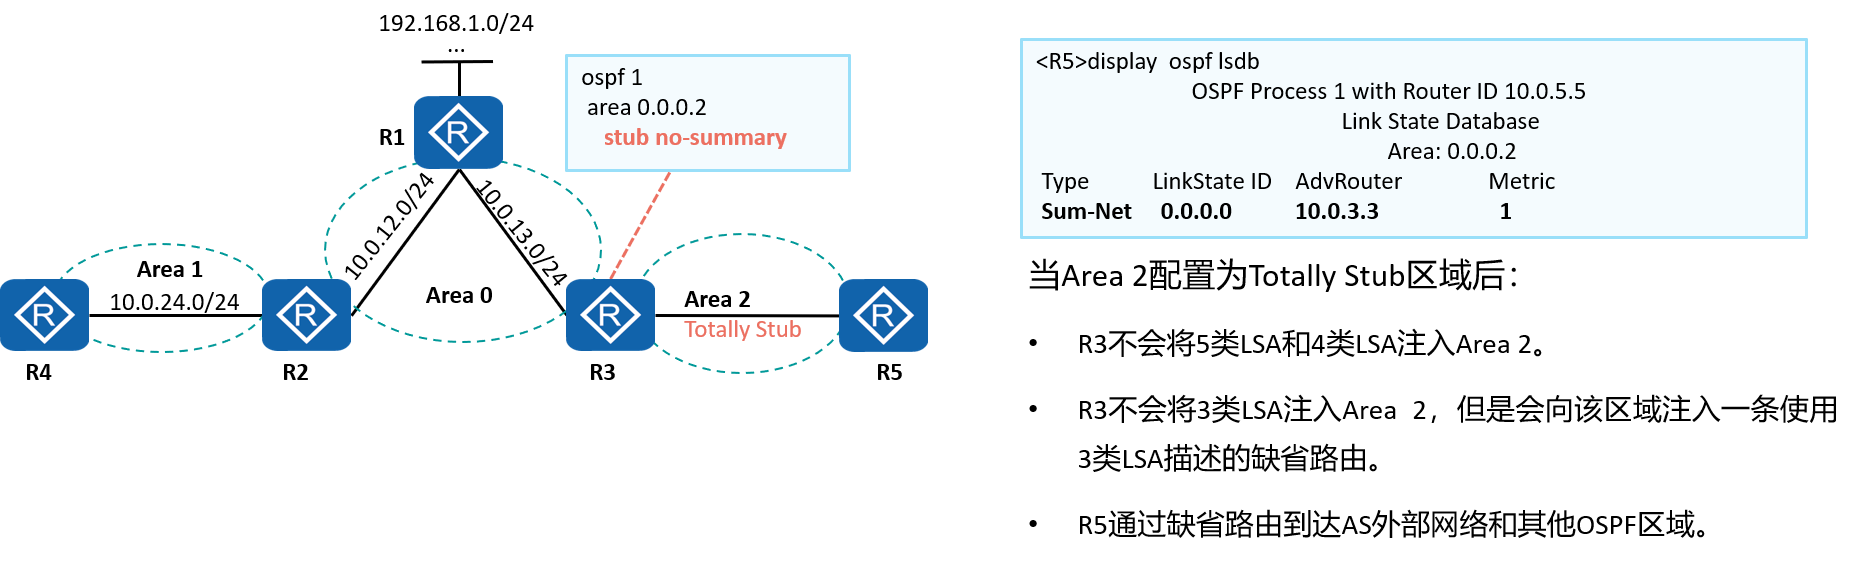 192.168.1.0/24
...
R1
ospf 1
area 0.0.0.2
stub no-summary
10.0.12.0/24
10.0.13.0/24
Area 1
10.0.24.0/24
Area 0
Area 2
Totally Stub
R
R
R
R
R
R4
R2
R3
R5
<R5>display ospf lsdb
OSPF Process 1 with Router ID 10.0.5.5
Link State Database
Area: 0.0.0.2
Type LinkState ID AdvRouter Metric
Sum-Net 0.0.0.0 10.0.3.3 1
当Area 2配置为Totally Stub区域后：
• R3不会将5类LSA和4类LSA注入Area 2。
• R3不会将3类LSA注入Area 2，但是会向该区域注入一条使用
3类LSA描述的缺省路由。
• R5通过缺省路由到达AS外部网络和其他OSPF区域。